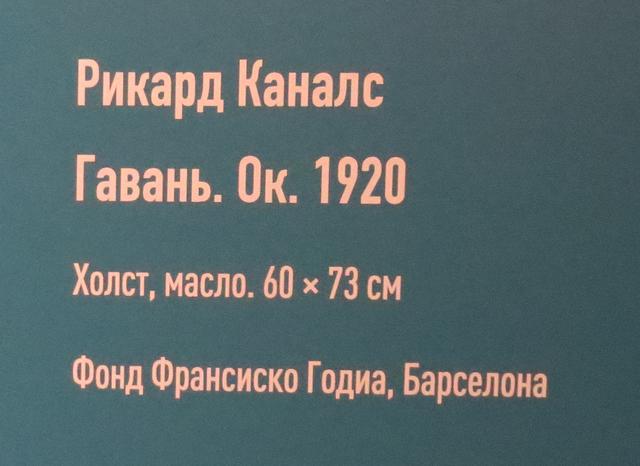 Рикард Каналс
Гавань. Ок. 1920
Холст, масло. 60 × 73 см
Фонд Франсиско Годиа, Барселона